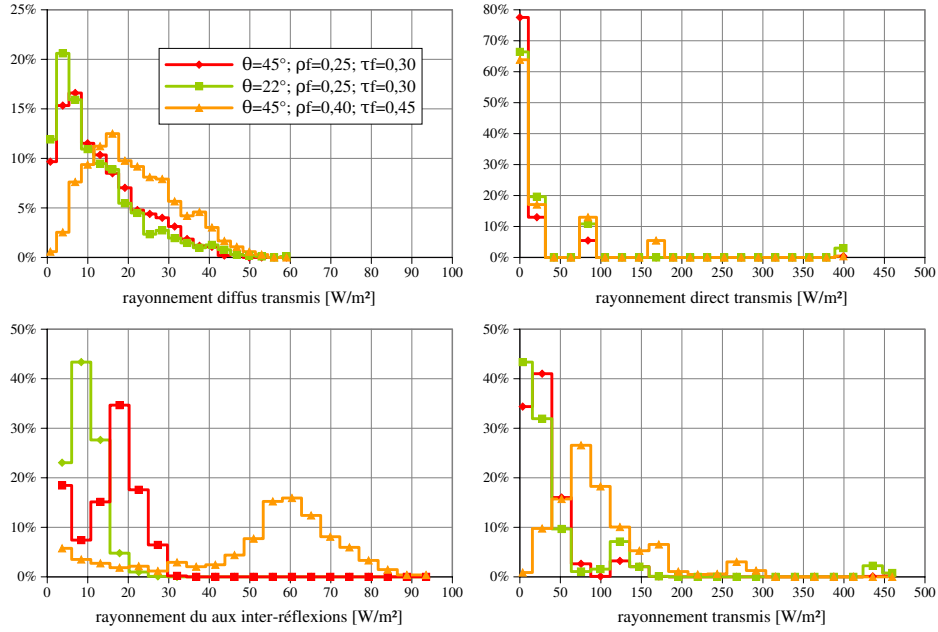 25%
20%
15%
10%
5%
0%
0 10 20 30 40 50 60 70 80 90 100
rayonnement diffus transmis [W/m²]
θ=45°; ρf=0,25; τf=0,30
θ=22°; ρf=0,25; τf=0,30
θ=45°; ρf=0,40; τf=0,45
80%
70%
60%
50%
40%
30%
20%
10%
0%
0 50 100 150 200 250 300 350 400 450 500
rayonnement direct transmis [W/m²]
50%
40%
30%
20%
10%
0%
0 10 20 30 40 50 60 70 80 90 100
rayonnement du aux inter-réflexions [W/m²]
50%
40%
30%
20%
10%
0%
0 50 100 150 200 250 300 350 400 450 500
rayonnement transmis [W/m²]